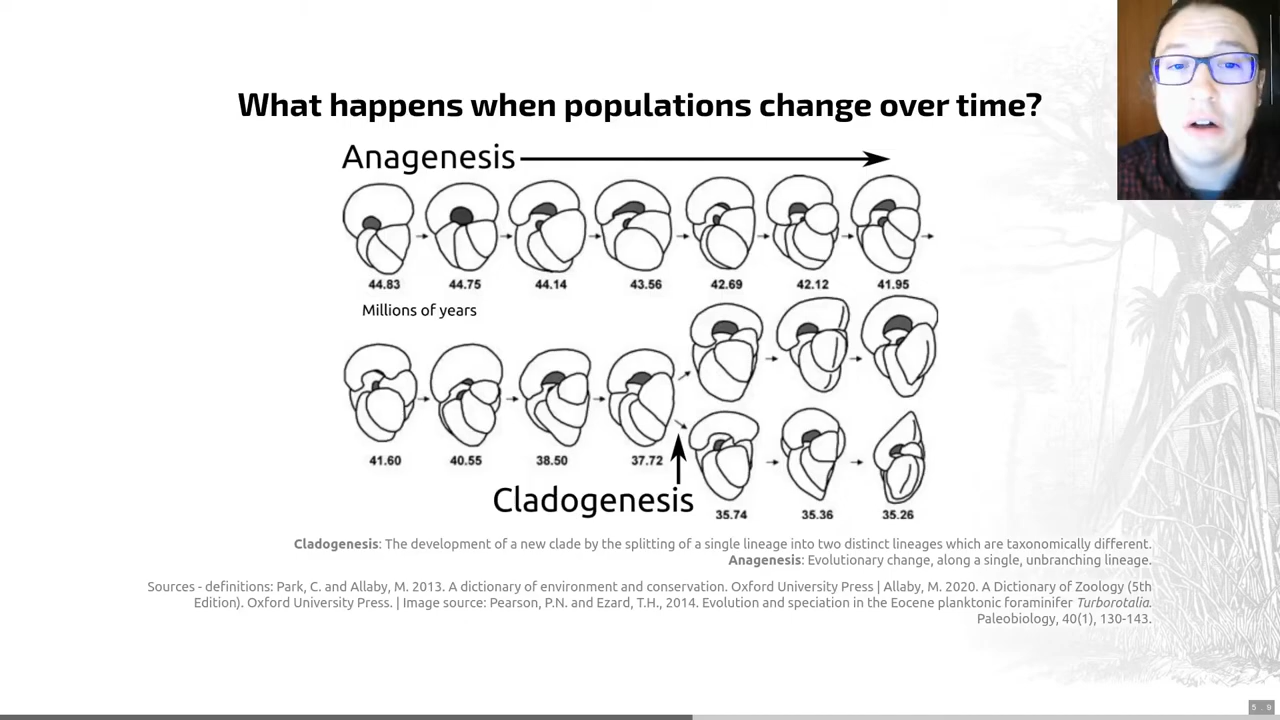 What happens when populations change over time?
Anagenesis
44.83 44.75 44.14 43.56 42.69 42.12 41.95
Millions of years
41.60 40.55 38.50 37.72
Cladogenesis
35.74 35.36 35.26
Cladogenesis: The development of a new clade by the splitting of a single lineage into two distinct lineages which are taxonomically different.
Anagenesis: Evolutionary change, along a single, unbranching lineage.
Sources - definitions: Park, C. and Allaby, M. 2013. A dictionary of environment and conservation. Oxford University Press | Allaby, M. 2020. A Dictionary of Zoology (5th
Edition). Oxford University Press. | Image source: Pearson, P.N. and Ezard, T.H., 2014. Evolution and speciation in the Eocene planktonic foraminifer Turborotalia.
Paleobiology, 40(1), 130-143.
5 . 9